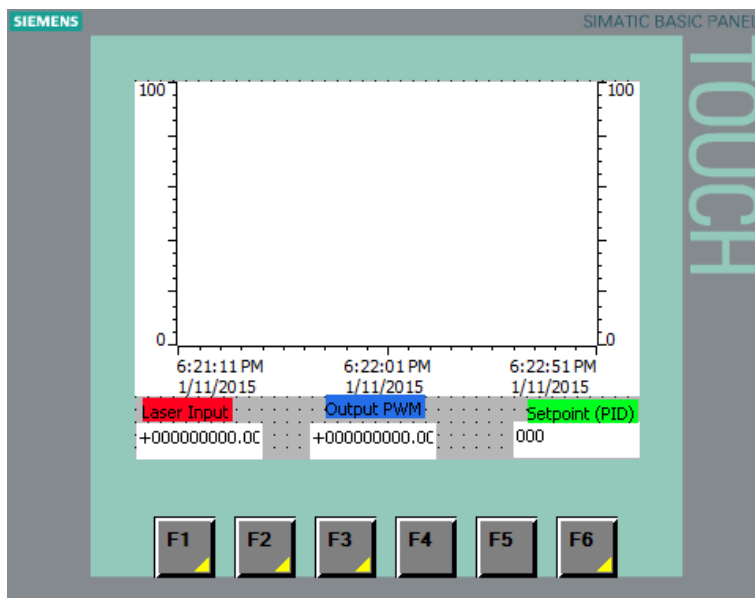 SIEMENS
SIMATIC BASIC PANEL
TOUCH
100
100
0
0
6:21:11 PM 6:22:01 PM 6:22:51 PM
1/11/2015 1/11/2015 1/11/2015
Laser Input Output PWM Setpoint (PID)
+000000000.00 +000000000.00 000
F1 F2 F3 F4 F5 F6